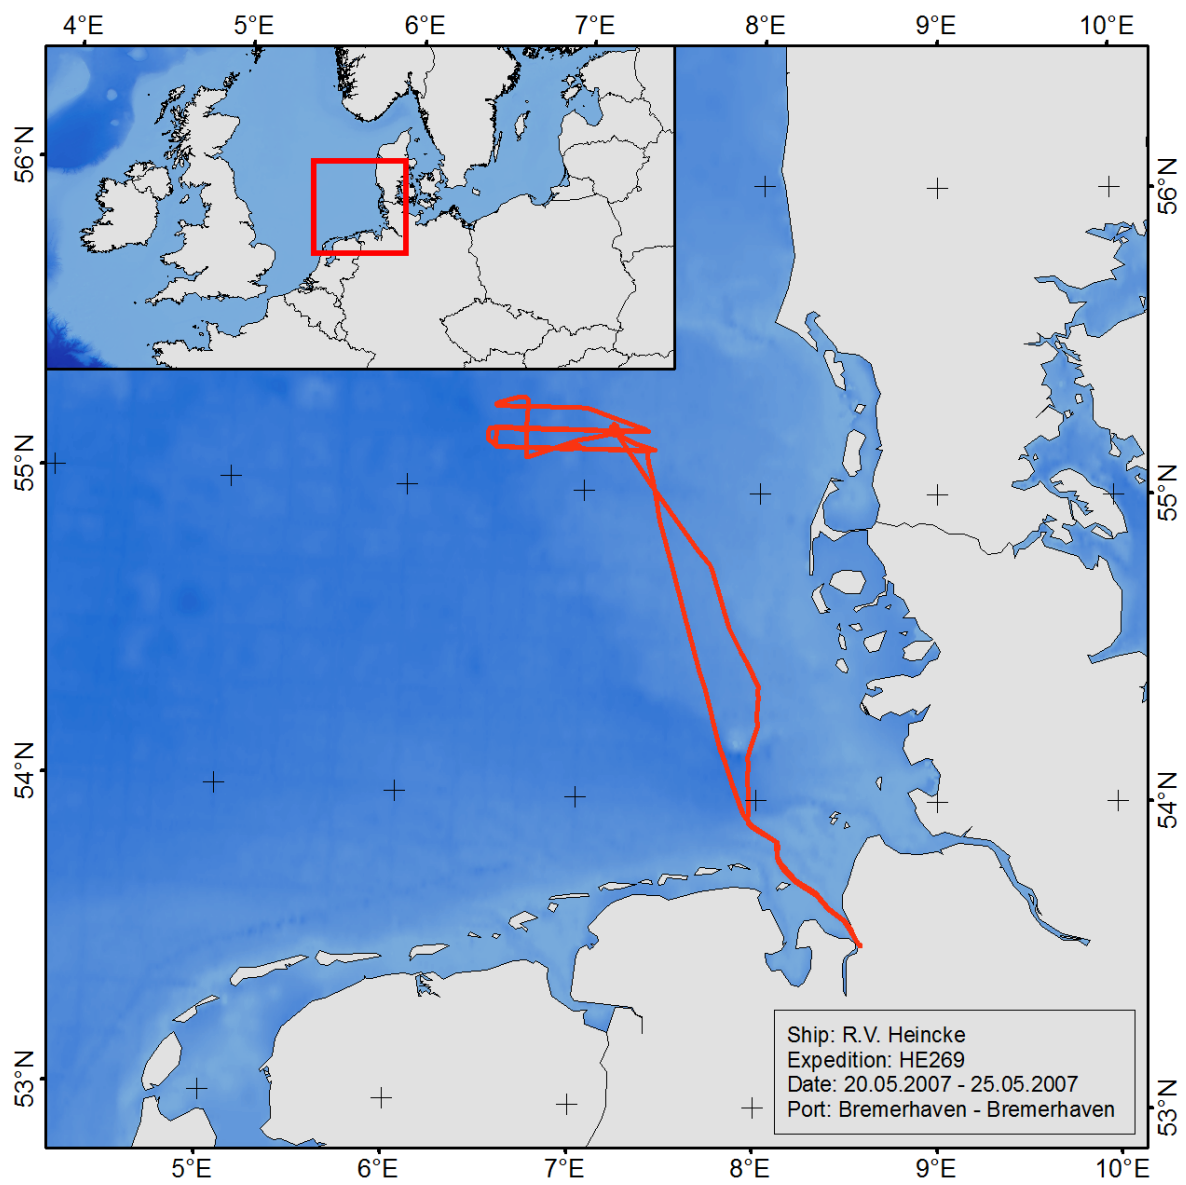 4°E 5°E 6°E 7°E 8°E 9°E 10°E
56°N 56°N
55°N 55°N
54°N 54°N
53°N 53°N
Ship: R.V. Heincke
Expedition: HE269
Date: 20.05.2007 - 25.05.2007
Port: Bremerhaven - Bremerhaven
5°E 6°E 7°E 8°E 9°E 10°E